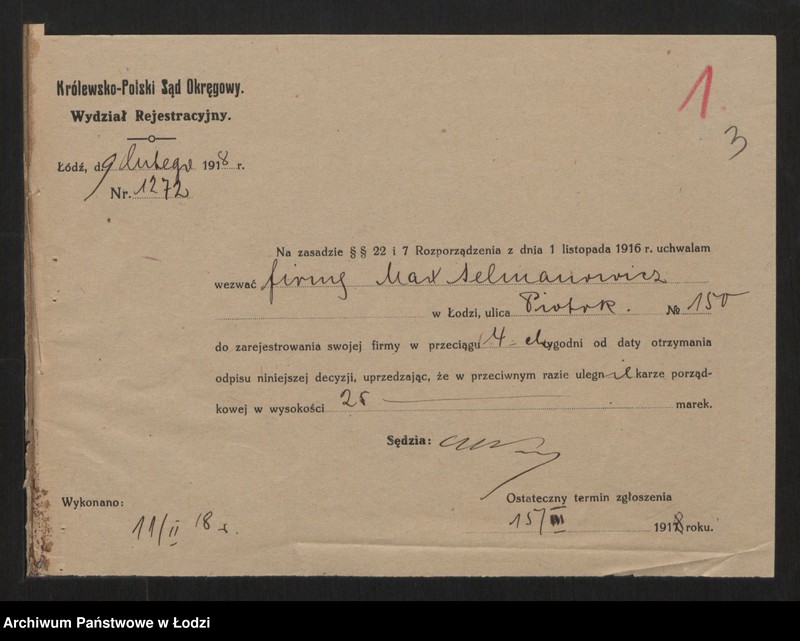 Królewsko-Polski Sąd Okręgowy.
Wydział Rejestracyjny.
1.
3
Łódź, d. 9 Lutego 1918 r.
Nr. 1272
Na zasadzie § § 22 i 7 Rozporządzenia z dnia 1 listopada 1916 r. uchwalam
wezwać firmę Max Selmanowicz
w Łodzi, ulica Piotrk. № 150
do zarejestrowania swojej firmy w przeciągu 4 tygodni od daty otrzymania
odpisu niniejszej decyzji, uprzedzając, że w przeciwnym razie ulegnie karze porząd-
kowej w wysokości 25 marek.
Sędzia:
Wykonano:
11/II 18 r.
Ostateczny termin zgłoszenia
15/III 1918 roku.
Archiwum Państwowe w Łodzi